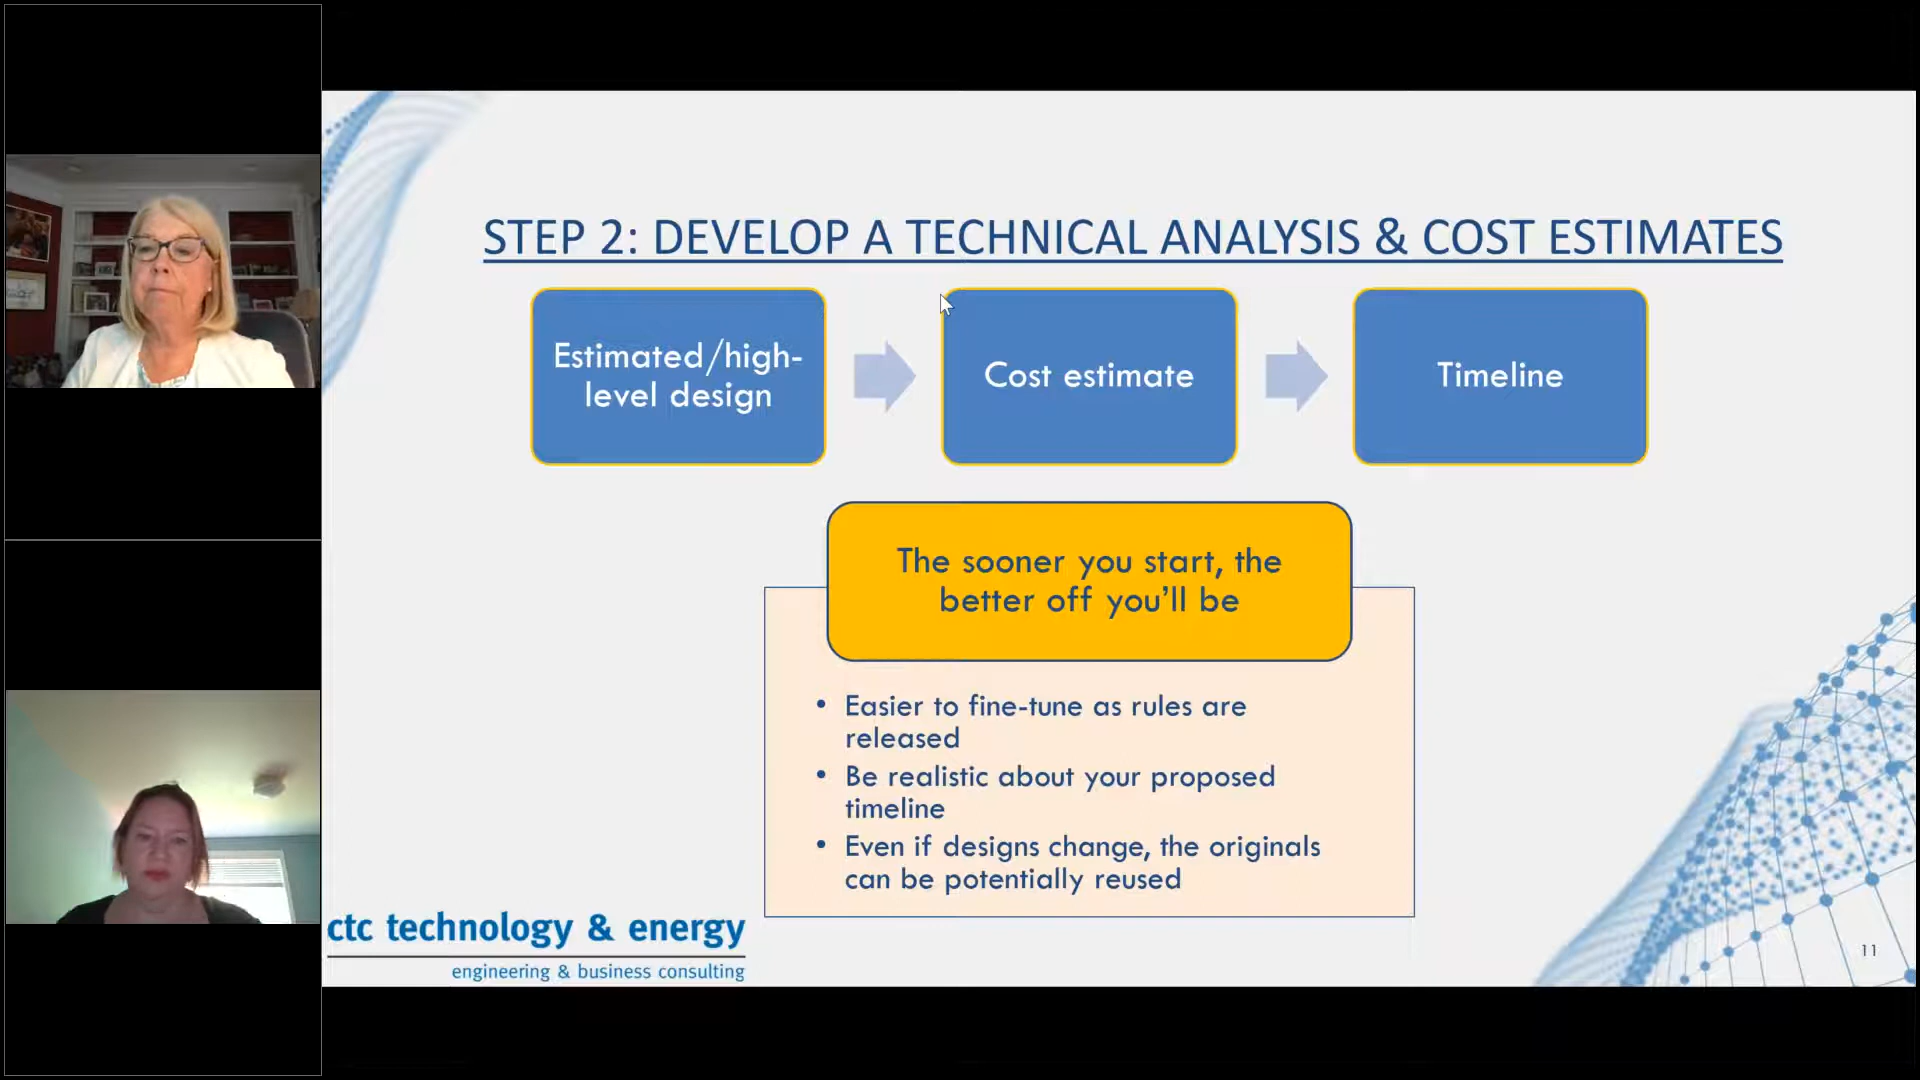 STEP 2: DEVELOP A TECHNICAL ANALYSIS & COST ESTIMATES
Estimated/high-
level design
Cost estimate
Timeline
The sooner you start, the
better off you’ll be
• Easier to fine-tune as rules are
released
• Be realistic about your proposed
timeline
• Even if designs change, the originals
can be potentially reused
ctc technology & energy
engineering & business consulting
11